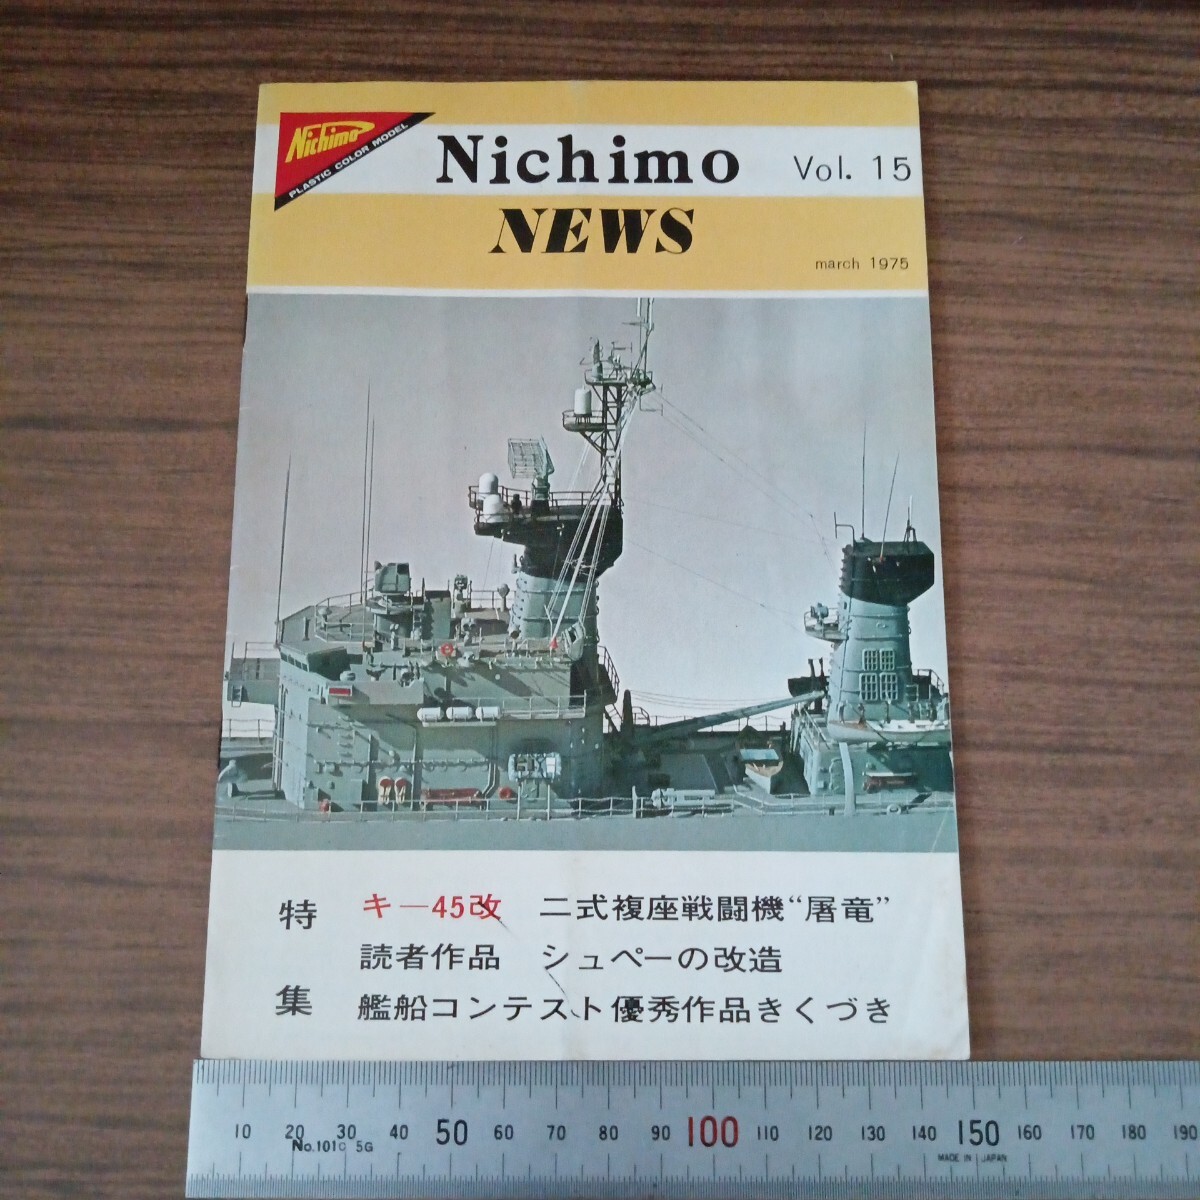 Nichimo
PLASTIC COLOR MODEL
Nichimo Vol. 15
NEWS
march 1975
特集
キ―45改 二式複座戦闘機“屠竜”
読者作品 シュペーの改造
艦船コンテスト優秀作品きくづき
10 20 30 40 50 60 70 80 90 100 110 120 130 140 150 160 170 180 190
No.101C 5G
MADE IN JAPAN